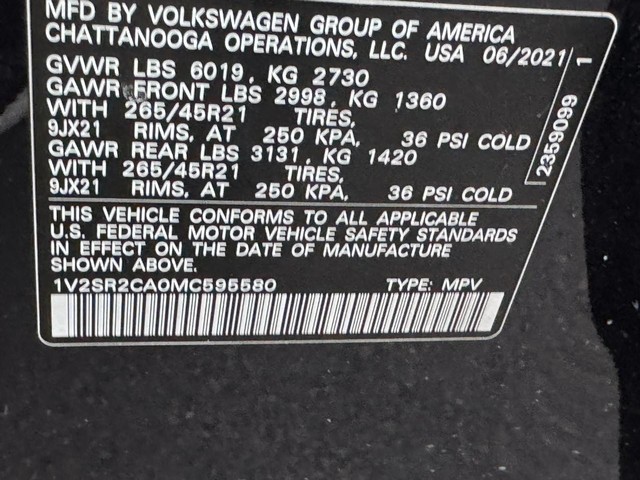 MFD BY VOLKSWAGEN GROUP OF AMERICA
CHATTANOOGA OPERATIONS, LLC. USA 06/2021
GVWR LBS 6019, KG 2730
GAWR FRONT LBS 2998, KG 1360
WITH 265/45R21 TIRES,
9JX21 RIMS, AT 250 KPA, 36 PSI COLD
GAWR REAR LBS 3131, KG 1420
WITH 265/45R21 TIRES,
9JX21 RIMS, AT 250 KPA, 36 PSI COLD
THIS VEHICLE CONFORMS TO ALL APPLICABLE
U.S. FEDERAL MOTOR VEHICLE SAFETY STANDARDS
IN EFFECT ON THE DATE OF MANUFACTURE
SHOWN ABOVE.
1V2SR2CA0MC595580 TYPE: MPV
2359099 1